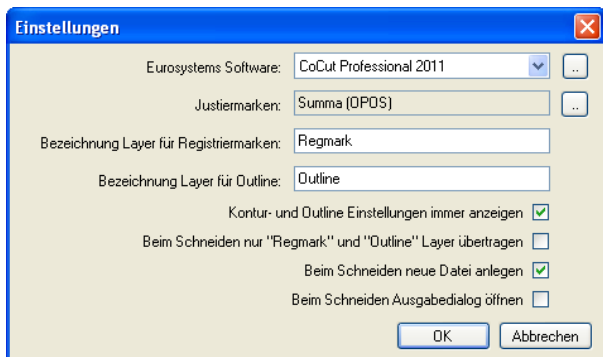 Einstellungen
Eurosystems Software: CoCut Professional 2011 ..
Justiermarken: Summa (OPOS) ..
Bezeichnung Layer für Registriermarken: Regmark
Bezeichnung Layer für Outline: Outline
Kontur- und Outline Einstellungen immer anzeigen
Beim Schneiden nur "Regmark" und "Outline" Layer übertragen
Beim Schneiden neue Datei anlegen
Beim Schneiden Ausgabedialog öffnen
OK Abbrechen